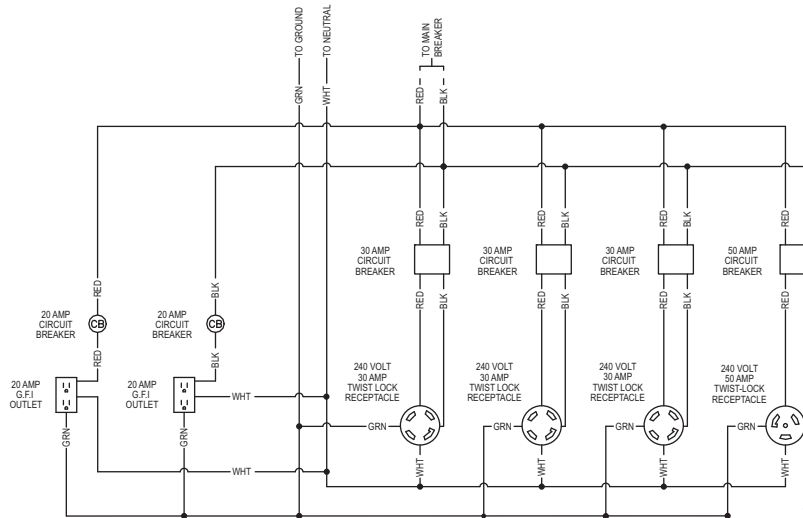 TO GROUND
TO NEUTRAL
TO MAIN
BREAKER
GRN
WHT
RED
BLK
RED
BLK
RED
BLK
RED
BLK
RED
30 AMP
CIRCUIT
BREAKER
30 AMP
CIRCUIT
BREAKER
30 AMP
CIRCUIT
BREAKER
50 AMP
CIRCUIT
BREAKER
RED
BLK
RED
BLK
RED
BLK
RED
BLK
RED
20 AMP
CIRCUIT
BREAKER
CB
20 AMP
CIRCUIT
BREAKER
CB
RED
BLK
20 AMP
G.F.I
OUTLET
20 AMP
G.F.I
OUTLET
240 VOLT
30 AMP
TWIST LOCK
RECEPTACLE
240 VOLT
30 AMP
TWIST LOCK
RECEPTACLE
240 VOLT
30 AMP
TWIST LOCK
RECEPTACLE
240 VOLT
50 AMP
TWIST-LOCK
RECEPTACLE
WHT
GRN
GRN
GRN
GRN
GRN
GRN
WHT
WHT
WHT
WHT
WHT